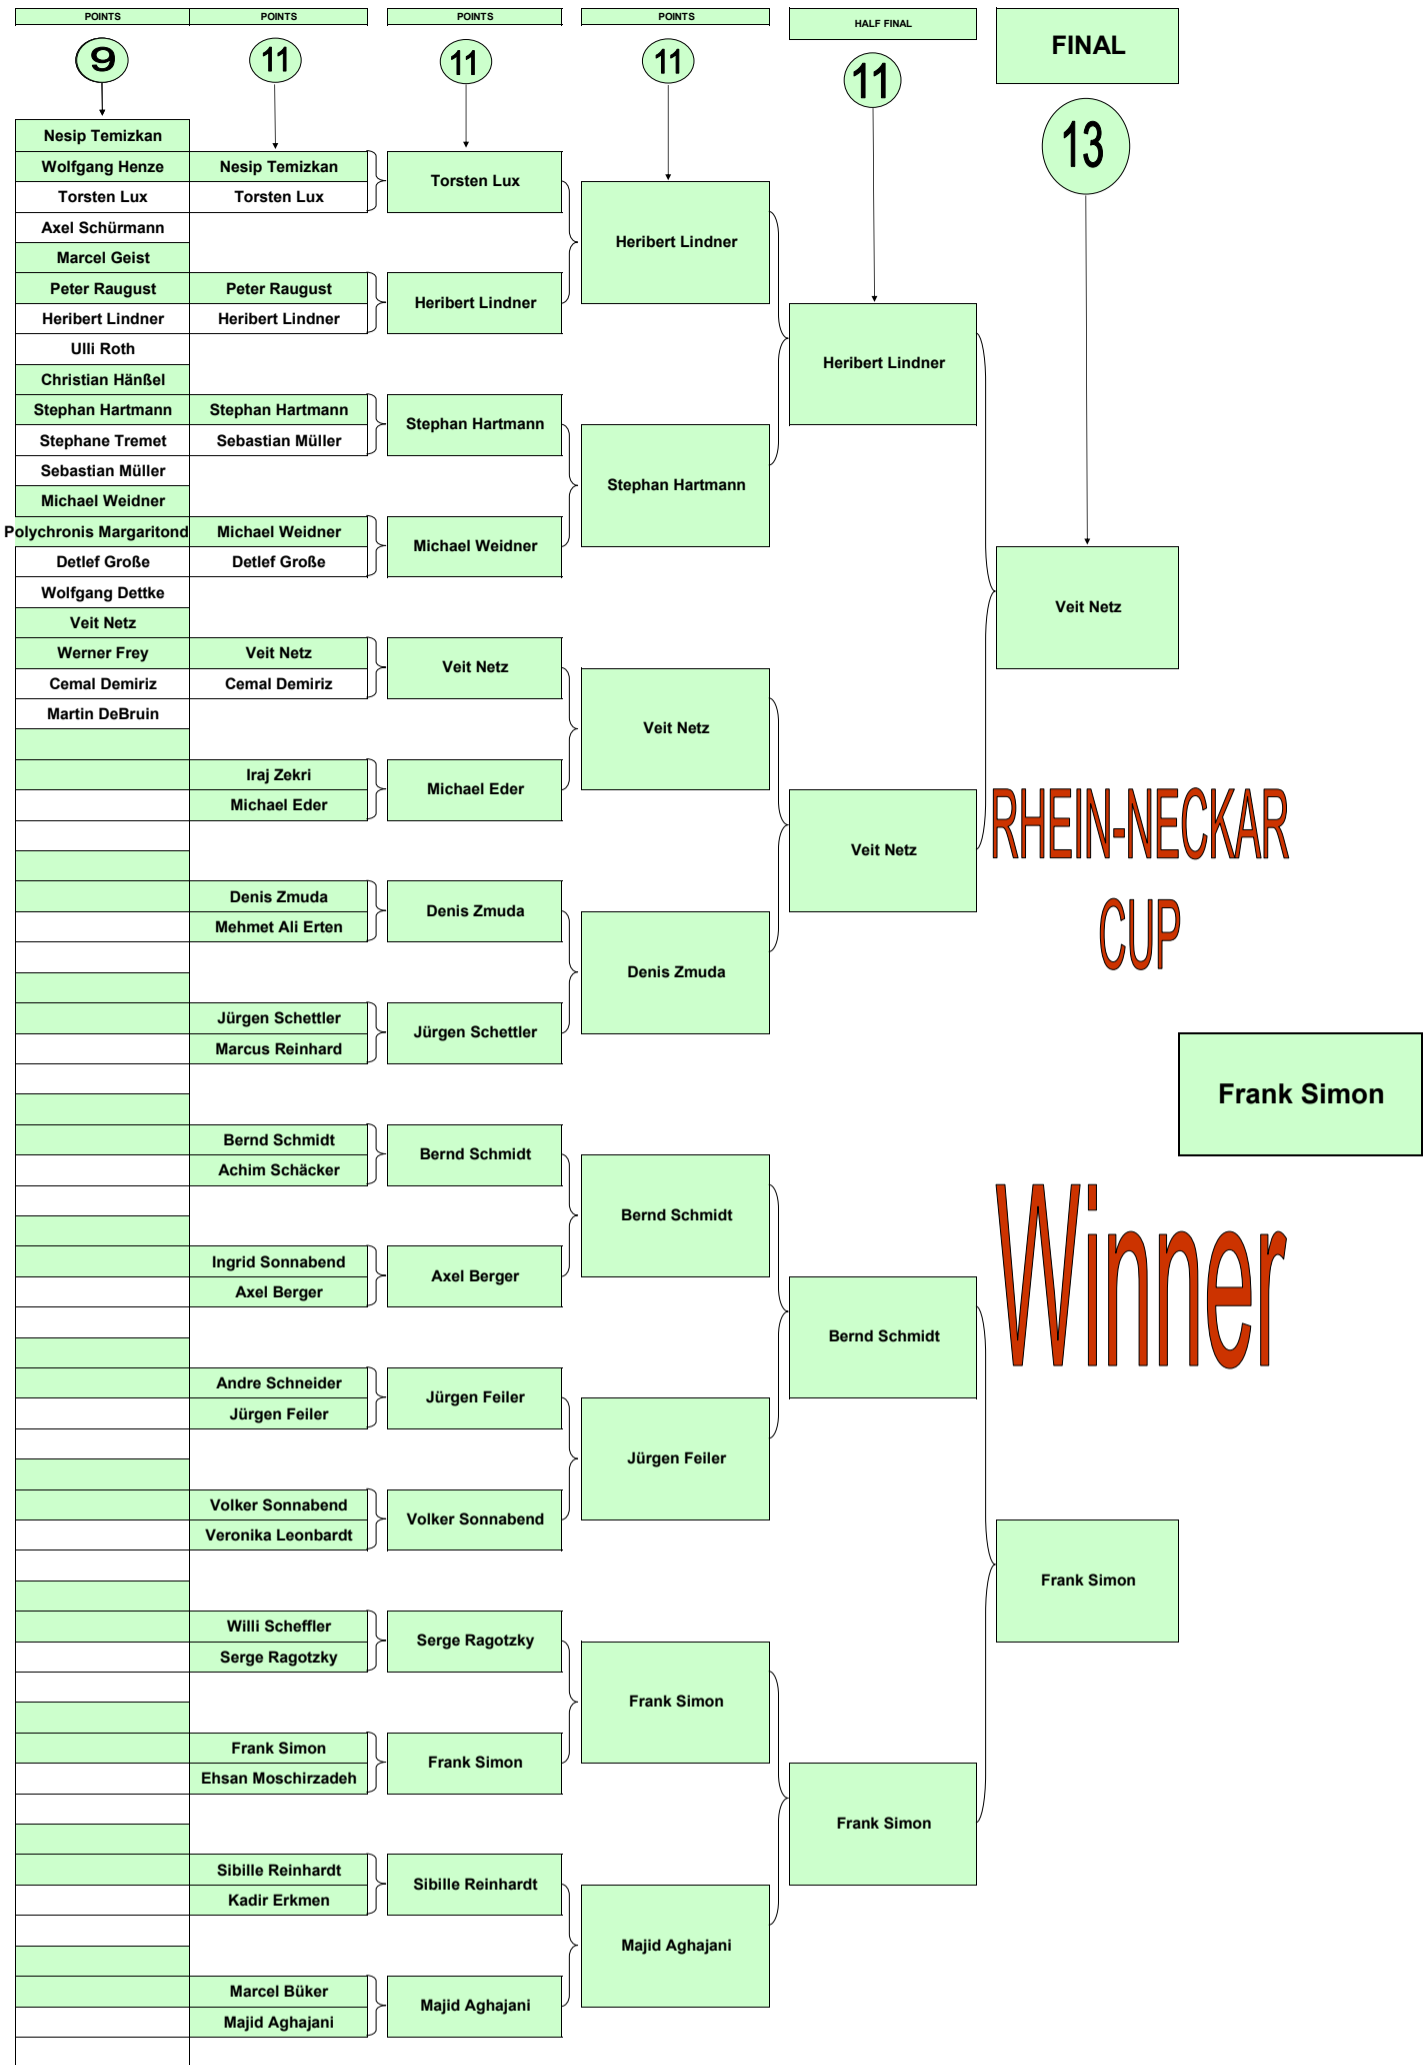 POINTS POINTS POINTS POINTS HALF FINAL FINAL
9 11 11 11 11 13
Nesip Temizkan
Wolfgang Henze Nesip Temizkan
Torsten Lux
Torsten Lux Torsten Lux
Axel Schürmann
Heribert Lindner
Marcel Geist
Peter Raugust Peter Raugust
Heribert Lindner
Heribert Lindner Heribert Lindner
Ulli Roth
Heribert Lindner
Christian Hänßel
Stephan Hartmann Stephan Hartmann
Stephan Hartmann
Stephane Tremet Sebastian Müller
Sebastian Müller
Stephan Hartmann
Michael Weidner
Polychronis Margaritond Michael Weidner
Michael Weidner
Detlef Große Detlef Große
Wolfgang Dettke
Veit Netz
Veit Netz
Werner Frey Veit Netz
Veit Netz
Cemal Demiriz Cemal Demiriz
Martin DeBruin
Veit Netz
Iraj Zekri
Michael Eder
Michael Eder
RHEIN-NECKAR
Veit Netz
Denis Zmuda
Denis Zmuda
Mehmet Ali Erten
CUP
Denis Zmuda
Jürgen Schettler
Jürgen Schettler
Marcus Reinhard
Frank Simon
Bernd Schmidt
Bernd Schmidt
Achim Schäcker
Bernd Schmidt
Ingrid Sonnabend
Axel Berger
Axel Berger
Winner
Bernd Schmidt
Andre Schneider
Jürgen Feiler
Jürgen Feiler
Jürgen Feiler
Volker Sonnabend
Volker Sonnabend
Veronika Leonbardt
Frank Simon
Willi Scheffler
Serge Ragotzky
Serge Ragotzky
Frank Simon
Frank Simon
Frank Simon
Ehsan Moschirzadeh
Frank Simon
Sibille Reinhardt
Sibille Reinhardt
Kadir Erkmen
Majid Aghajani
Marcel Büker
Majid Aghajani
Majid Aghajani